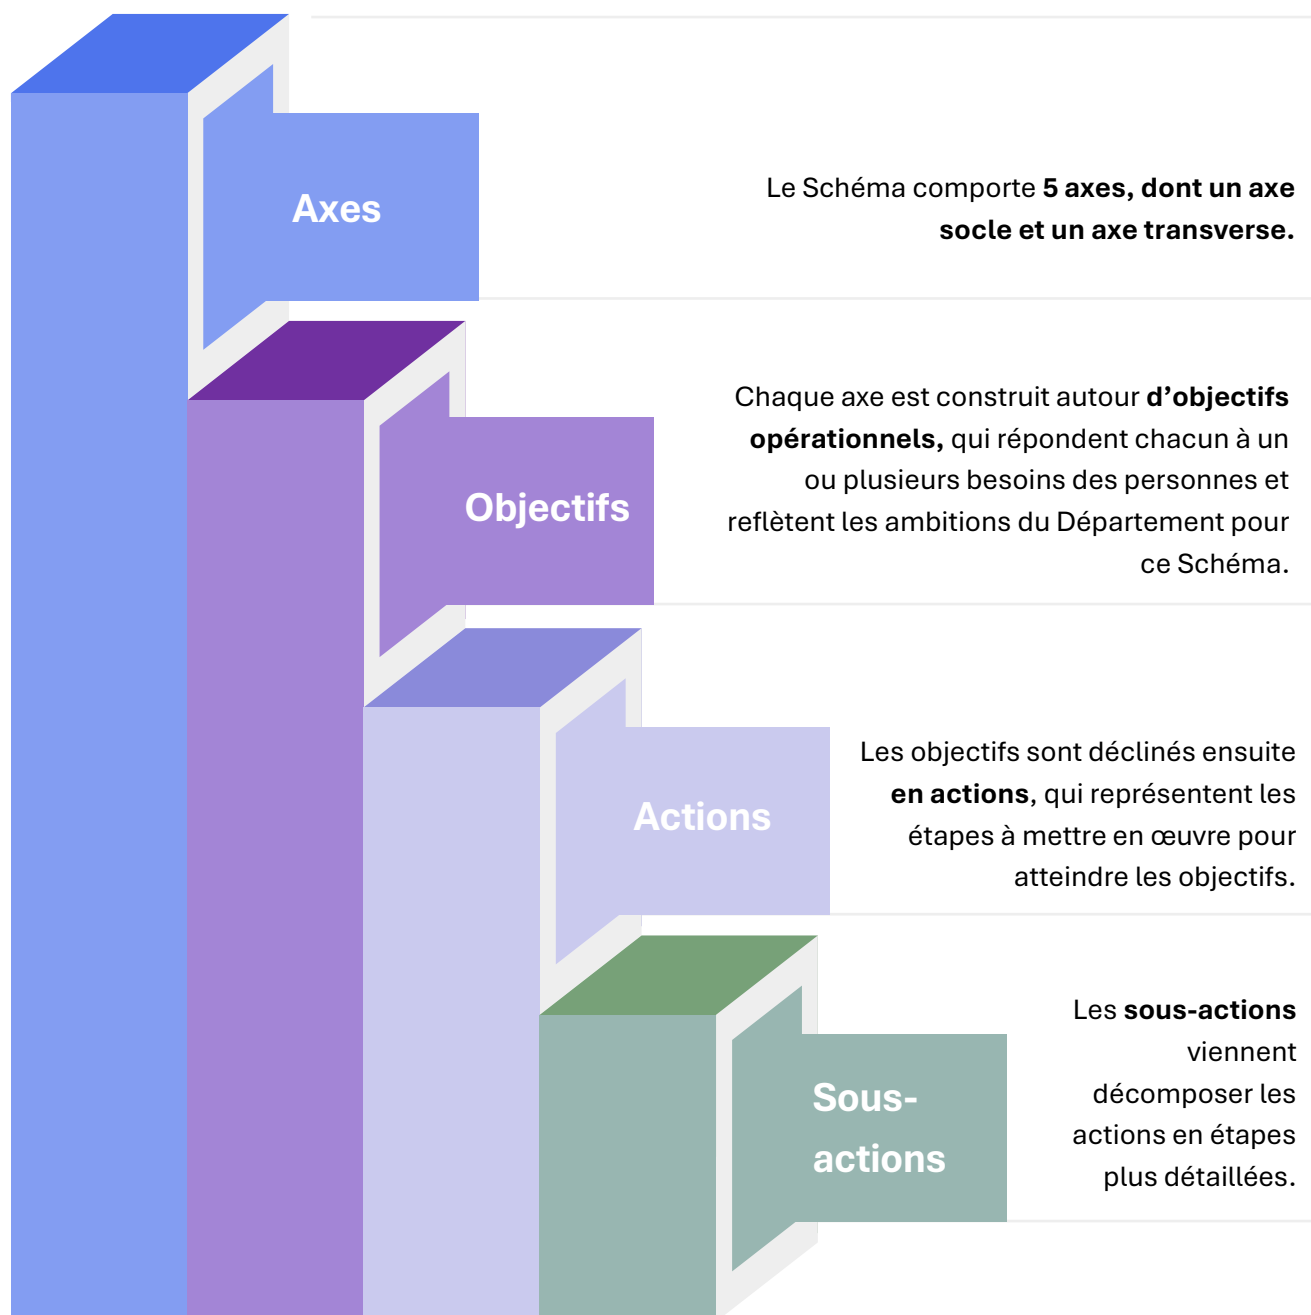 Axes
Le Schéma comporte 5 axes, dont un axe
socle et un axe transverse.
Objectifs
Chaque axe est construit autour d’objectifs
opérationnels, qui répondent chacun à un
ou plusieurs besoins des personnes et
reflètent les ambitions du Département pour
ce Schéma.
Actions
Les objectifs sont déclinés ensuite
en actions, qui représentent les
étapes à mettre en œuvre pour
atteindre les objectifs.
Sous-
actions
Les sous-actions
viennent
décomposer les
actions en étapes
plus détaillées.